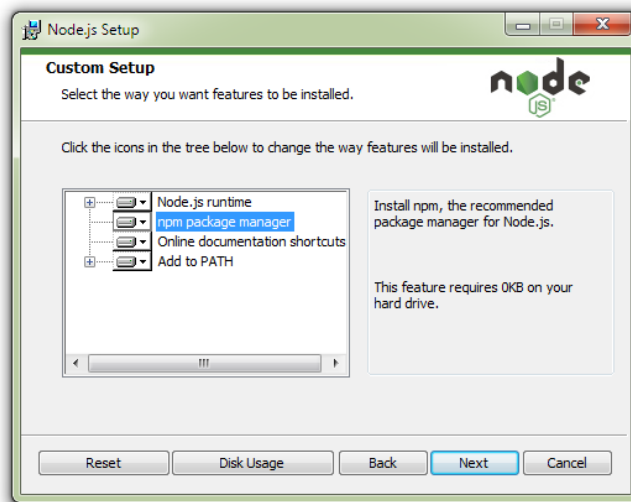 Node.js Setup
Custom Setup
Select the way you want features to be installed.
node
JS
Click the icons in the tree below to change the way features will be installed.
Node.js runtime
npm package manager
Online documentation shortcuts
Add to PATH
Install npm, the recommended
package manager for Node.js.
This feature requires 0KB on your
hard drive.
Reset
Disk Usage
Back
Next
Cancel